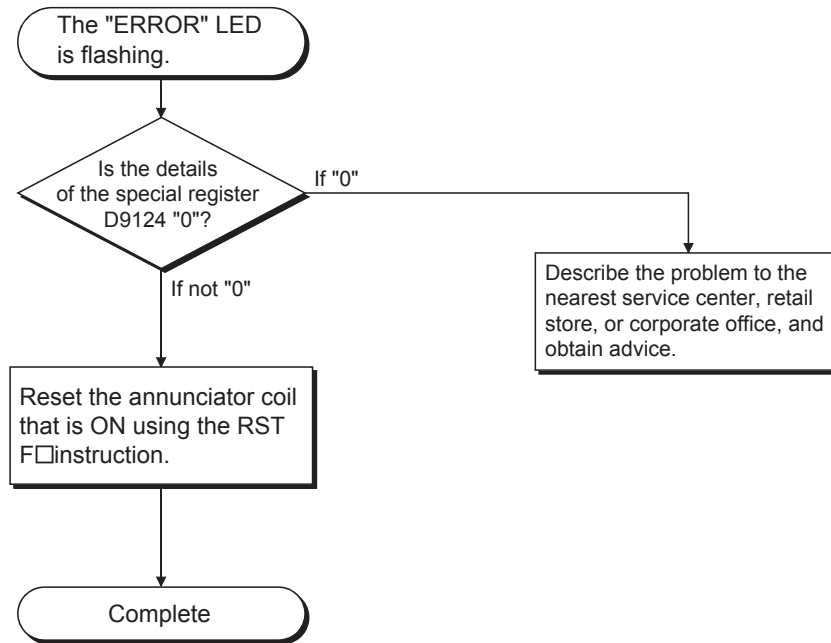 The "ERROR" LED
is flashing.
Is the details
of the special register
D9124 "0"?
If "0"
Describe the problem to the
nearest service center, retail
store, or corporate office, and
obtain advice.
If not "0"
Reset the annunciator coil
that is ON using the RST
F□instruction.
Complete